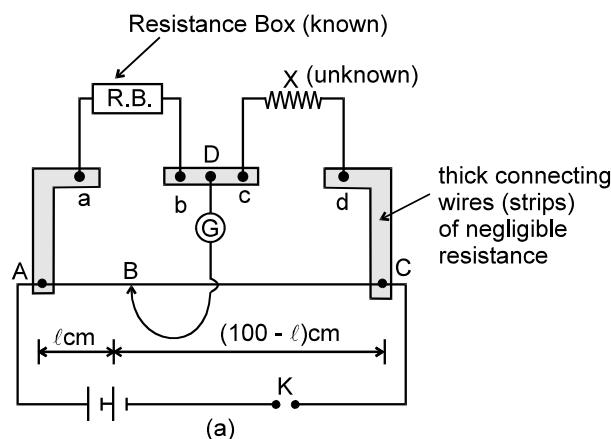 Resistance Box (known)
R.B.
X (unknown)
D
a
b
c
d
G
thick connecting
wires (strips)
of negligible
resistance
A
B
C
ℓcm
(100 - ℓ)cm
K
(a)